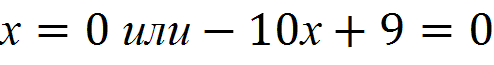 x = 0 или − 10x + 9 = 0